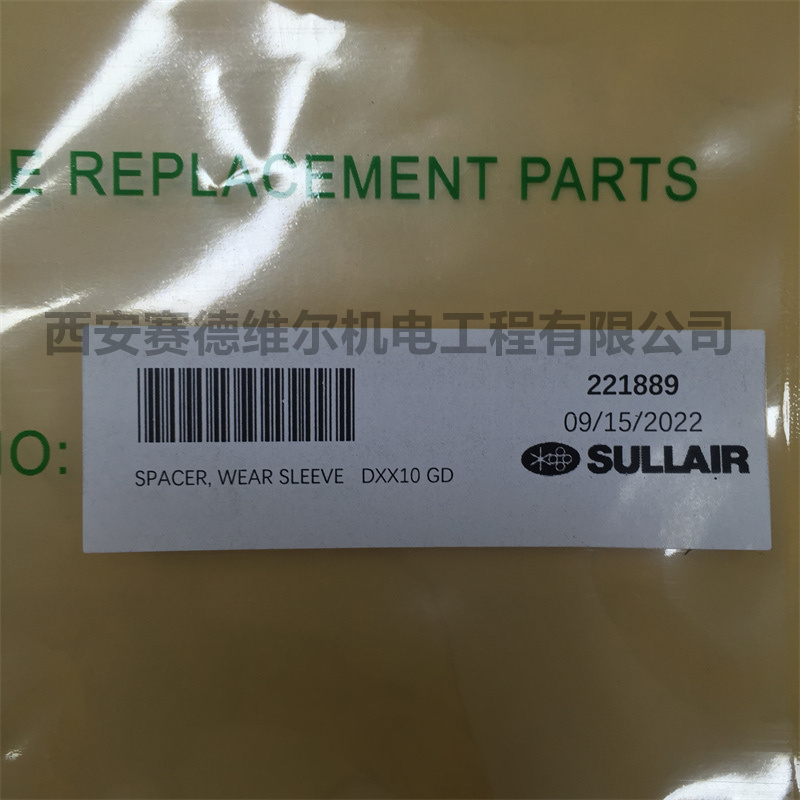 E REPLACEMENT PARTS
西安赛德维尔机电工程有限公司
221889
09/15/2022
NO:
SULLAIR
SPACER, WEAR SLEEVE DXX10 GD